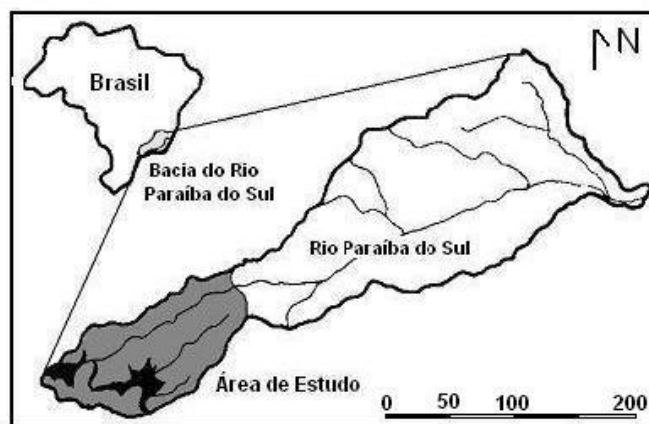 N
Brasil
Bacia do Rio
Paraíba do Sul
Rio Paraíba do Sul
Área de Estudo
0 50 100 200